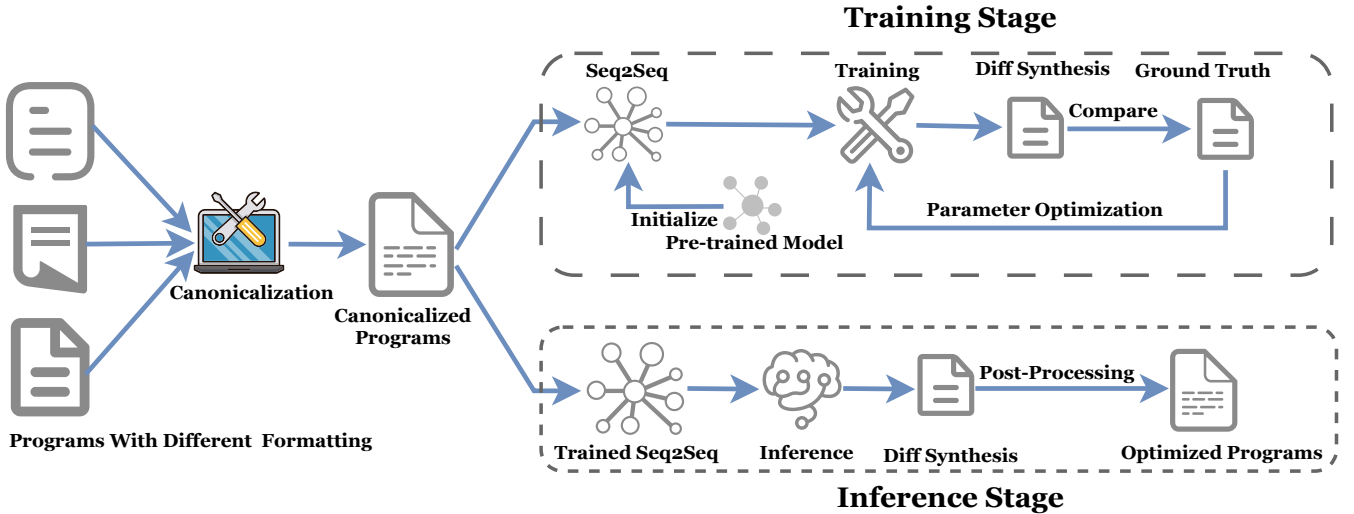 Training Stage
Seq2Seq
Training
Diff Synthesis
Ground Truth
Compare
Initialize
Pre-trained Model
Parameter Optimization
Canonicalization
Canonicalized
Programs
Programs With Different Formatting
Post-Processing
Trained Seq2Seq
Inference
Diff Synthesis
Optimized Programs
Inference Stage